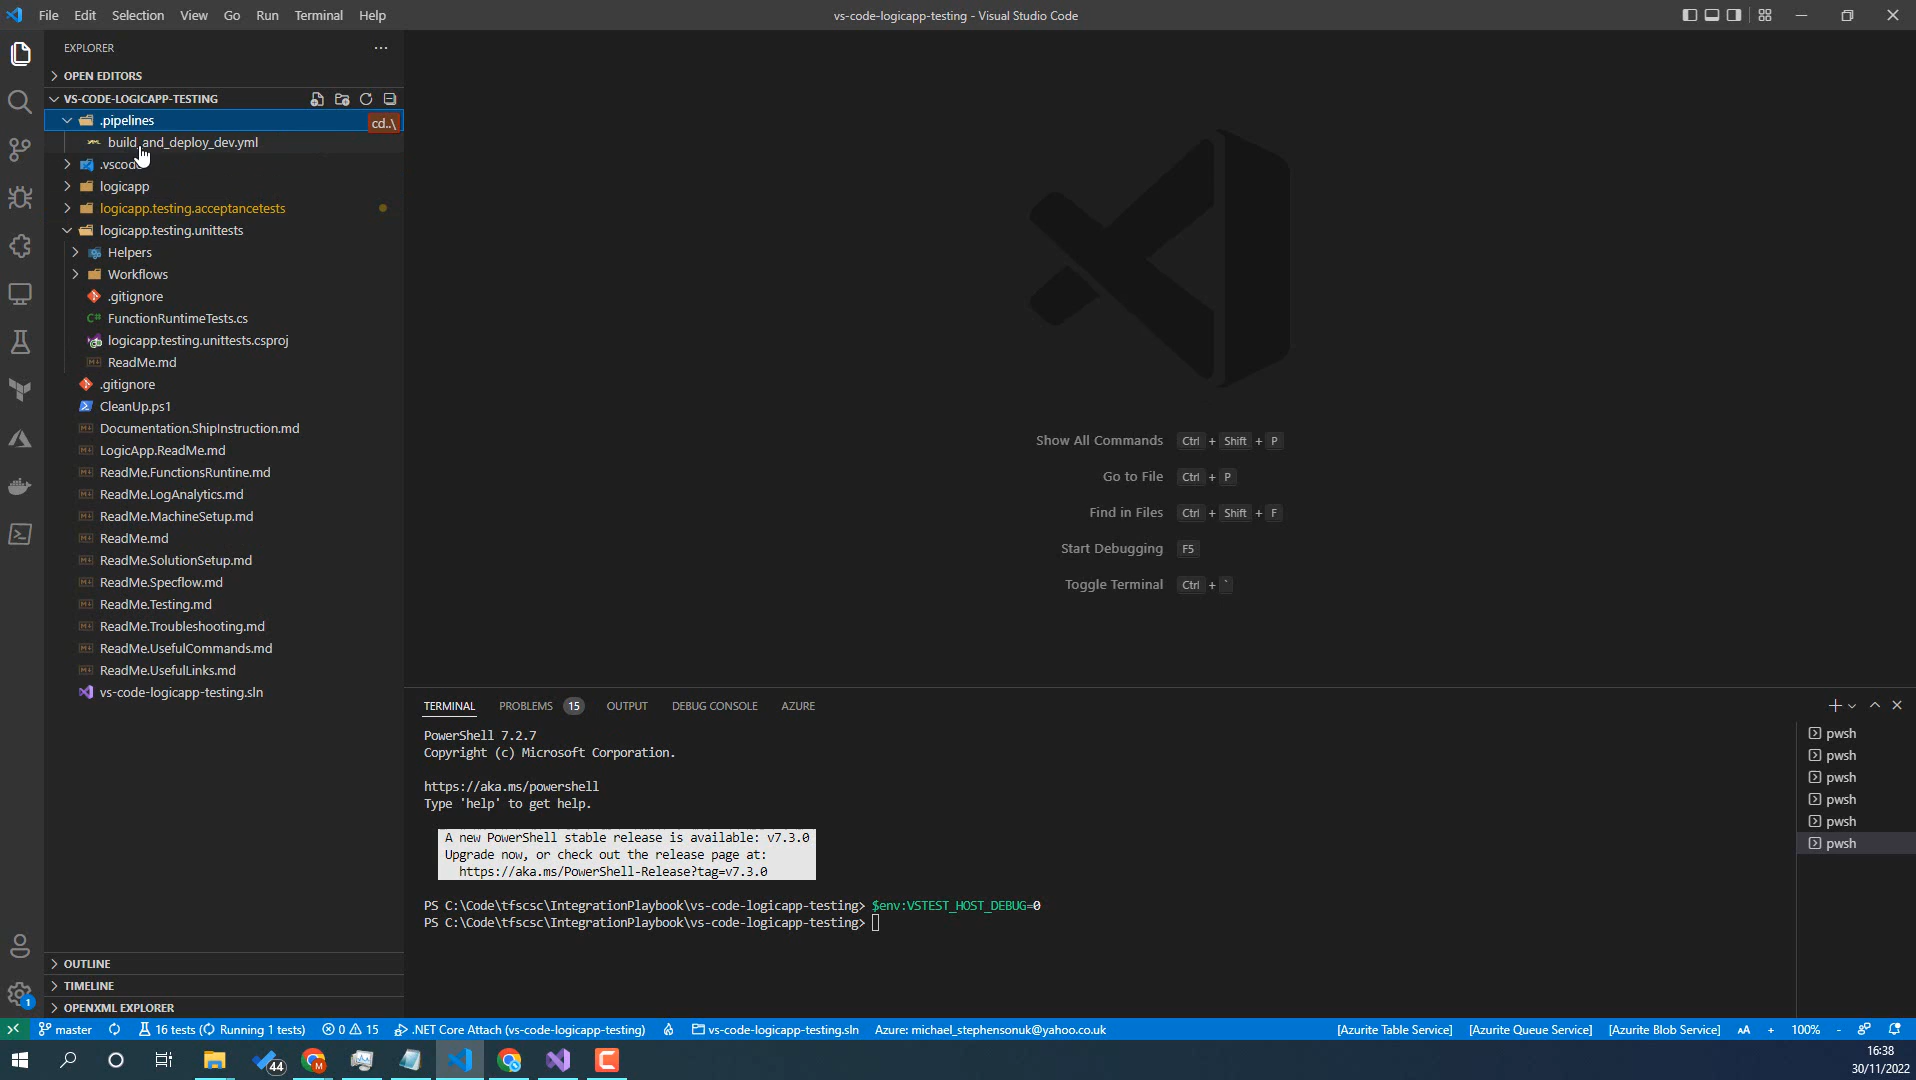 File Edit Selection View Go Run Terminal Help
vs-code-logicapp-testing - Visual Studio Code
EXPLORER
OPEN EDITORS
VS-CODE-LOGICAPP-TESTING
.pipelines
cd..\
build_and_deploy_dev.yml
.vscode
logicapp
logicapp.testing.acceptancetests
logicapp.testing.unittests
Helpers
Workflows
.gitignore
FunctionRuntimeTests.cs
logicapp.testing.unittests.csproj
ReadMe.md
.gitignore
CleanUp.ps1
Documentation.ShipInstruction.md
LogicApp.ReadMe.md
ReadMe.FunctionsRuntine.md
ReadMe.LogAnalytics.md
ReadMe.MachineSetup.md
ReadMe.md
ReadMe.SolutionSetup.md
ReadMe.Specflow.md
ReadMe.Testing.md
ReadMe.Troubleshooting.md
ReadMe.UsefulCommands.md
ReadMe.UsefulLinks.md
vs-code-logicapp-testing.sln
OUTLINE
TIMELINE
OPENXML EXPLORER
Show All Commands Ctrl + Shift + P
Go to File Ctrl + P
Find in Files Ctrl + Shift + F
Start Debugging F5
Toggle Terminal Ctrl + `
TERMINAL PROBLEMS 15 OUTPUT DEBUG CONSOLE AZURE
PowerShell 7.2.7
Copyright (c) Microsoft Corporation.
https://aka.ms/powershell
Type 'help' to get help.
A new PowerShell stable release is available: v7.3.0
Upgrade now, or check out the release page at:
https://aka.ms/PowerShell-Release?tag=v7.3.0
PS C:\Code\tfscsc\IntegrationPlaybook\vs-code-logicapp-testing> $env:VSTEST_HOST_DEBUG=0
PS C:\Code\tfscsc\IntegrationPlaybook\vs-code-logicapp-testing>
pwsh
pwsh
pwsh
pwsh
pwsh
pwsh
1
master 16 tests ( Running 1 tests) 0 15 .NET Core Attach (vs-code-logicapp-testing) vs-code-logicapp-testing.sln Azure: michael_stephensonuk@yahoo.co.uk [Azurite Table Service] [Azurite Queue Service] [Azurite Blob Service] AA + 100% -
44
M
16:38
30/11/2022